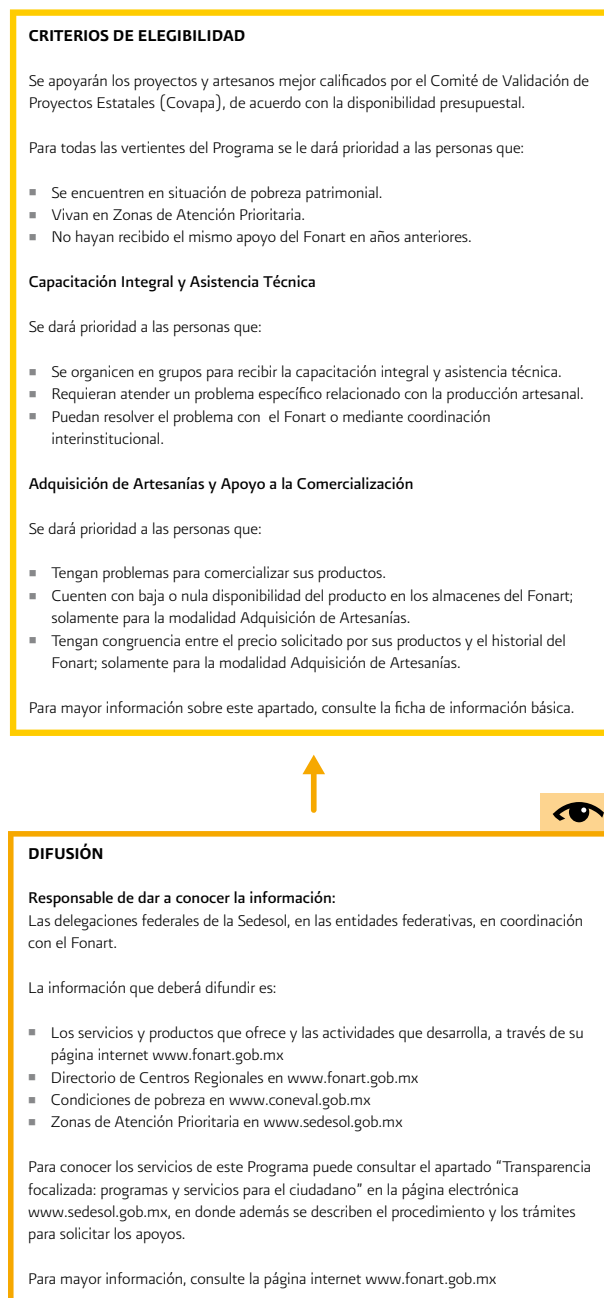 CRITERIOS DE ELEGIBILIDAD
Se apoyarán los proyectos y artesanos mejor calificados por el Comité de Validación de
Proyectos Estatales (Covapa), de acuerdo con la disponibilidad presupuestal.
Para todas las vertientes del Programa se le dará prioridad a las personas que:
■ Se encuentren en situación de pobreza patrimonial.
■ Vivan en Zonas de Atención Prioritaria.
■ No hayan recibido el mismo apoyo del Fonart en años anteriores.
Capacitación Integral y Asistencia Técnica
Se dará prioridad a las personas que:
■ Se organicen en grupos para recibir la capacitación integral y asistencia técnica.
■ Requieran atender un problema específico relacionado con la producción artesanal.
■ Puedan resolver el problema con el Fonart o mediante coordinación
interinstitucional.
Adquisición de Artesanías y Apoyo a la Comercialización
Se dará prioridad a las personas que:
■ Tengan problemas para comercializar sus productos.
■ Cuenten con baja o nula disponibilidad del producto en los almacenes del Fonart;
solamente para la modalidad Adquisición de Artesanías.
■ Tengan congruencia entre el precio solicitado por sus productos y el historial del
Fonart; solamente para la modalidad Adquisición de Artesanías.
Para mayor información sobre este apartado, consulte la ficha de información básica.
DIFUSIÓN
Responsable de dar a conocer la información:
Las delegaciones federales de la Sedesol, en las entidades federativas, en coordinación
con el Fonart.
La información que deberá difundir es:
■ Los servicios y productos que ofrece y las actividades que desarrolla, a través de su
página internet www.fonart.gob.mx
■ Directorio de Centros Regionales en www.fonart.gob.mx
■ Condiciones de pobreza en www.coneval.gob.mx
■ Zonas de Atención Prioritaria en www.sedesol.gob.mx
Para conocer los servicios de este Programa puede consultar el apartado “Transparencia
focalizada: programas y servicios para el ciudadano” en la página electrónica
www.sedesol.gob.mx, en donde además se describen el procedimiento y los trámites
para solicitar los apoyos.
Para mayor información, consulte la página internet www.fonart.gob.mx